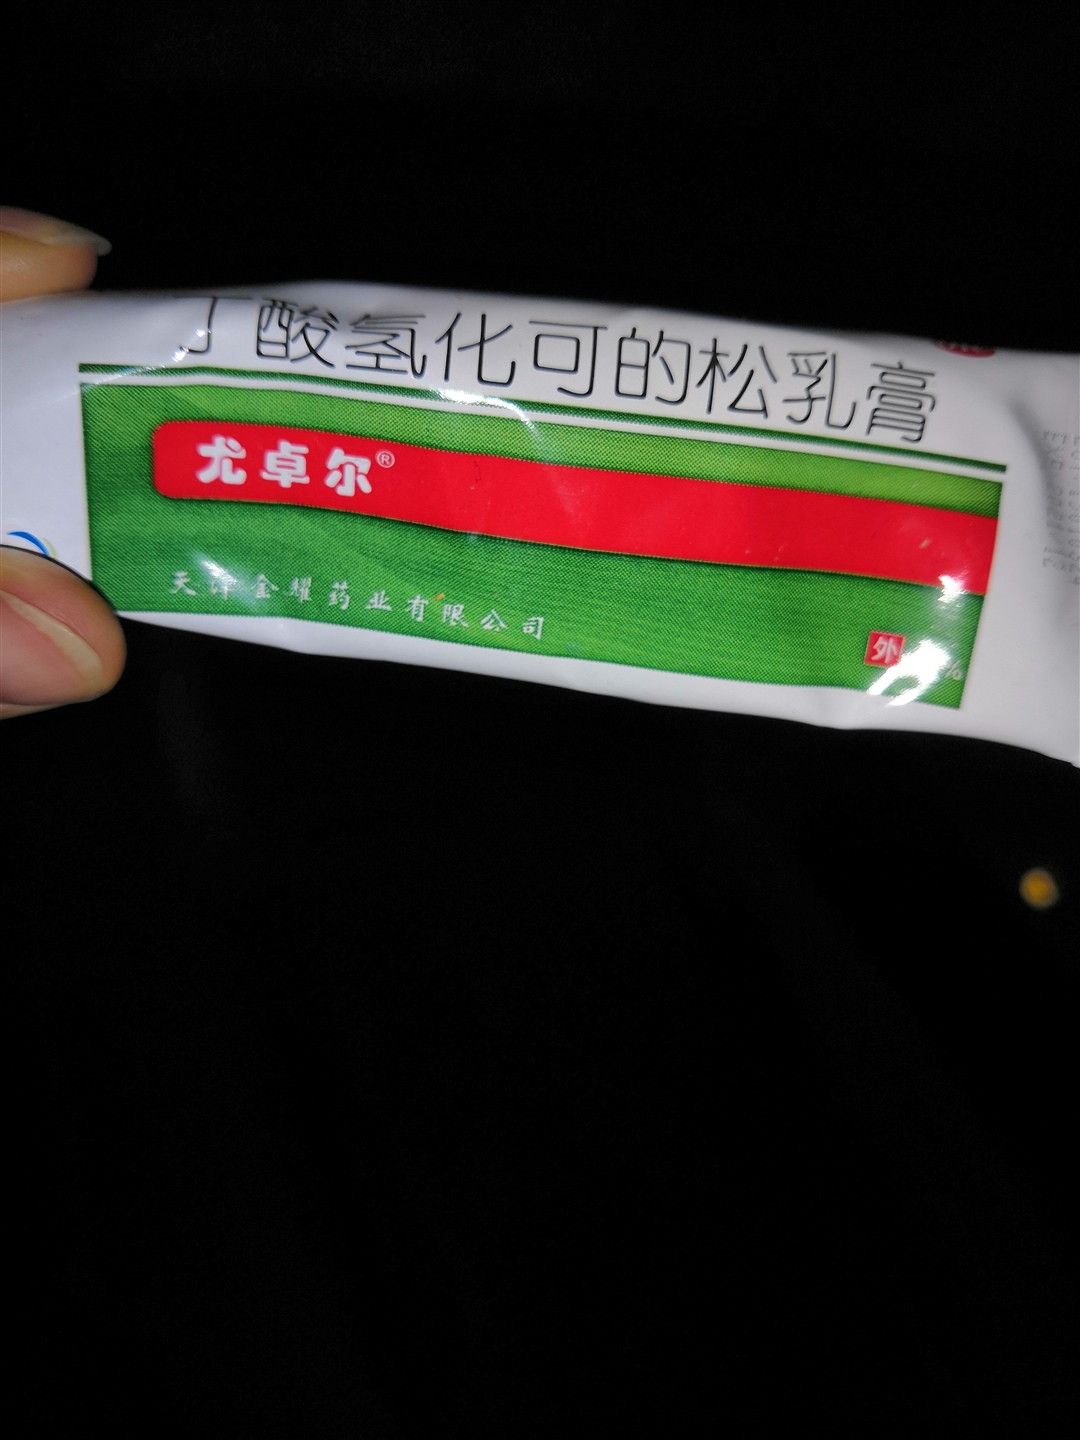 丁酸氢化可的松乳膏
尤卓尔®
天津金耀药业有限公司
外